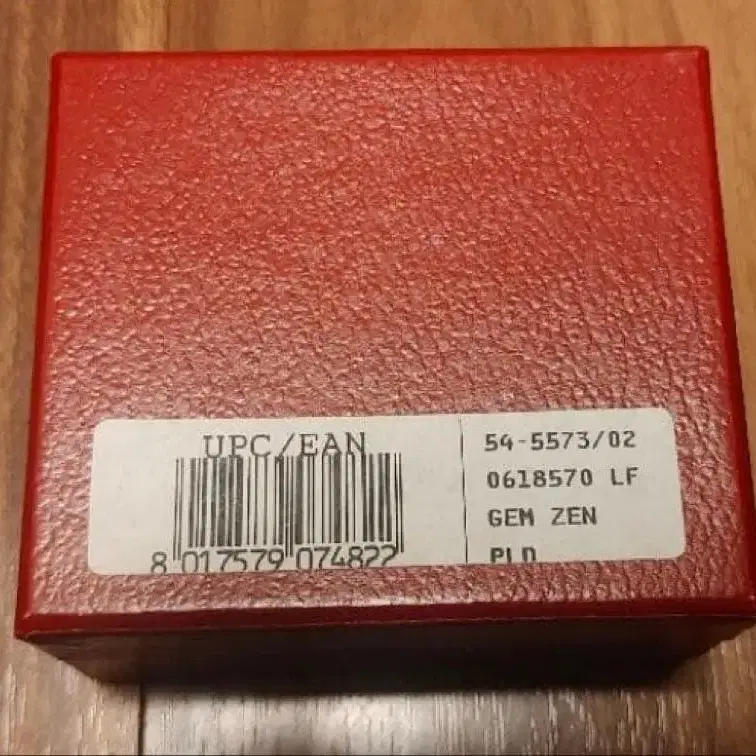 UPC/EAN
8 017579 074822
54-5573/02
0618570 LF
GEM ZEN
PLD